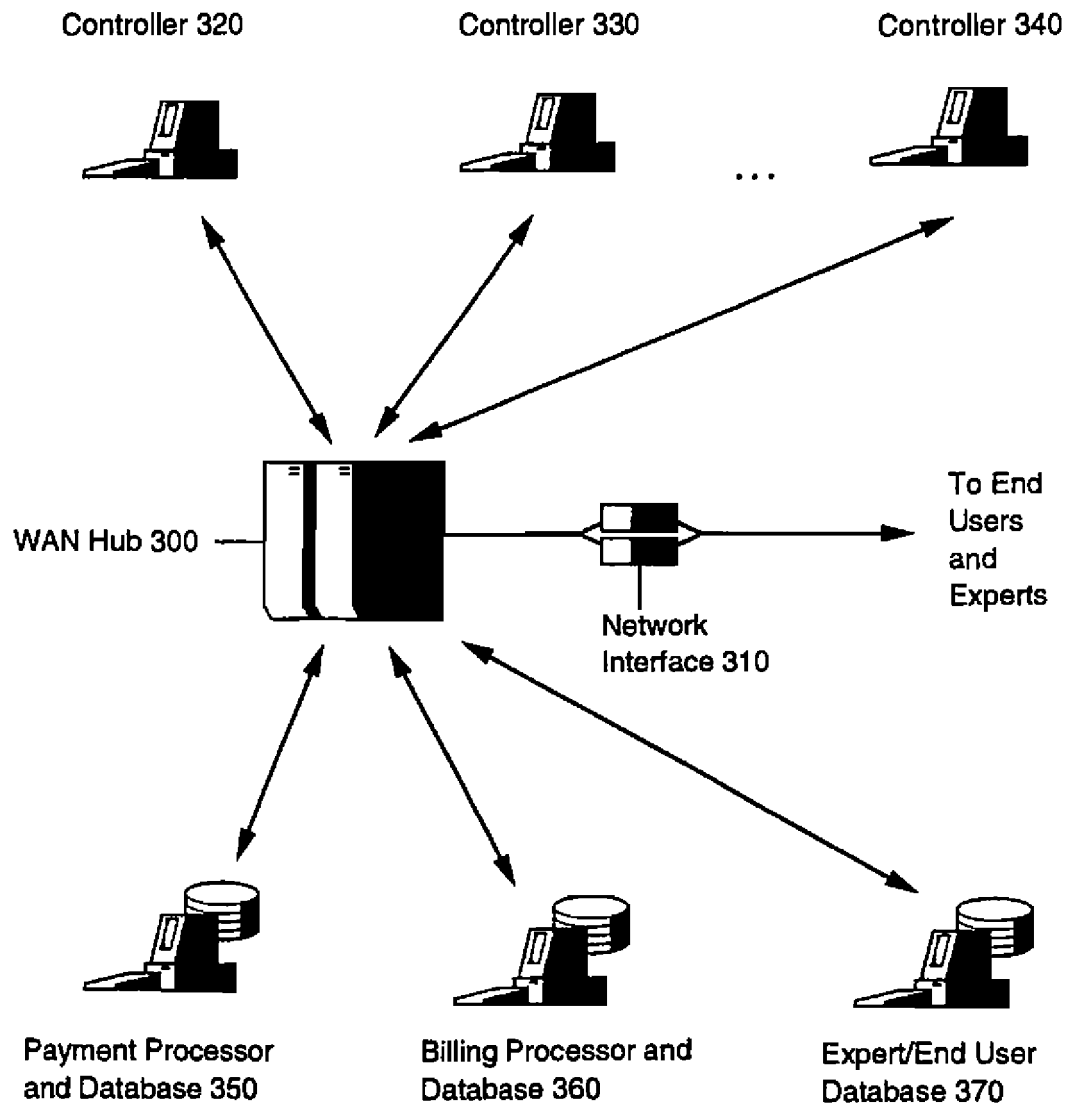 Controller 320
Controller 330
Controller 340
...
To End
Users
and
Experts
WAN Hub 300
Network
Interface 310
Payment Processor
and Database 350
Billing Processor and
Database 360
Expert/End User
Database 370